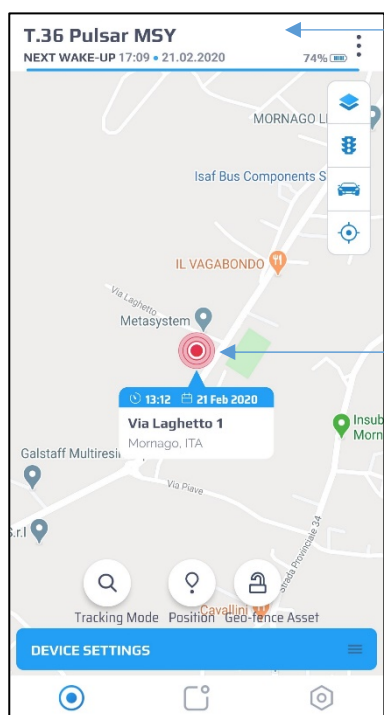 T.36 Pulsar MSY
NEXT WAKE-UP 17:09 • 21.02.2020
74%
MORNAGO
Isaf Bus Components S
IL VAGABONDO
Via Laghetto
Metasystem
13:12 21 Feb 2020
Via Laghetto 1
Mornago, ITA
Insub
Morn
Galstaff Multiresi
Via Piave
s.r.l
Strada Provinciale 34
Cavallini
Tracking Mode Position Geo-fence Asset
DEVICE SETTINGS